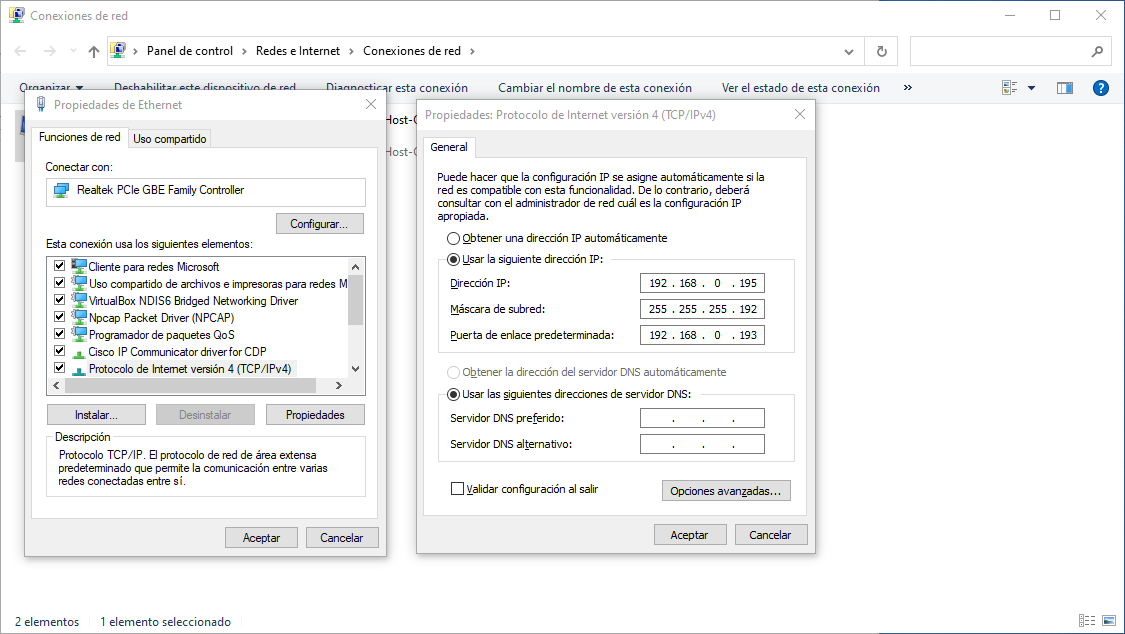 Conexiones de red
Panel de control > Redes e Internet > Conexiones de red >
Organizar Deshabilitar este dispositivo de red Diagnosticar esta conexión Cambiar el nombre de esta conexión Ver el estado de esta conexión »
Propiedades de Ethernet
Funciones de red Uso compartido
Conectar con:
Realtek PCIe GBE Family Controller
Configurar...
Esta conexión usa los siguientes elementos:
Cliente para redes Microsoft
Uso compartido de archivos e impresoras para redes M
VirtualBox NDIS6 Bridged Networking Driver
Npcap Packet Driver (NPCAP)
Programador de paquetes QoS
Cisco IP Communicator driver for CDP
Protocolo de Internet versión 4 (TCP/IPv4)
Instalar... Desinstalar Propiedades
Descripción
Protocolo TCP/IP. El protocolo de red de área extensa
predeterminado que permite la comunicación entre varias
redes conectadas entre sí.
Aceptar Cancelar
Host-
Host-
Propiedades: Protocolo de Internet versión 4 (TCP/IPv4)
General
Puede hacer que la configuración IP se asigne automáticamente si la
red es compatible con esta funcionalidad. De lo contrario, deberá
consultar con el administrador de red cuál es la configuración IP
apropiada.
Obtener una dirección IP automáticamente
Usar la siguiente dirección IP:
Dirección IP: 192 . 168 . 0 . 195
Máscara de subred: 255 . 255 . 255 . 192
Puerta de enlace predeterminada: 192 . 168 . 0 . 193
Obtener la dirección del servidor DNS automáticamente
Usar las siguientes direcciones de servidor DNS:
Servidor DNS preferido: . . .
Servidor DNS alternativo: . . .
Validar configuración al salir
Opciones avanzadas...
Aceptar Cancelar
2 elementos 1 elemento seleccionado